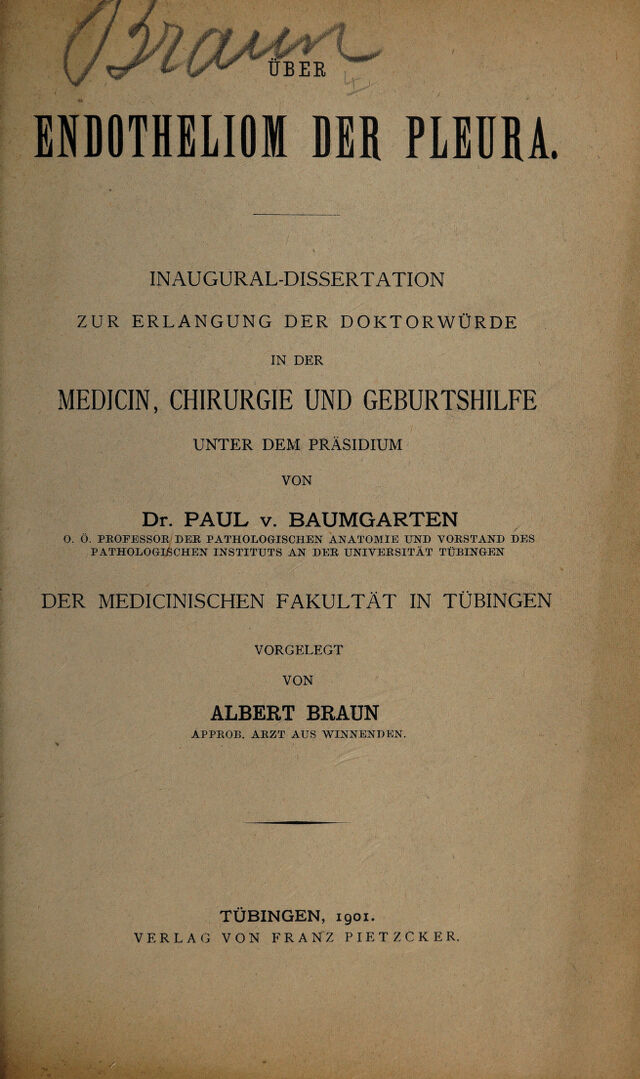 Braun
ÜBER
ENDOTHELIOM DER PLEURA.
INAUGURAL-DISSERTATION
ZUR ERLANGUNG DER DOKTORWÜRDE
IN DER
MEDICIN, CHIRURGIE UND GEBURTSHILFE
UNTER DEM PRÄSIDIUM
VON
Dr. PAUL v. BAUMGARTEN
O. Ö. PROFESSOR DER PATHOLOGISCHEN ANATOMIE UND VORSTAND DES
PATHOLOGISCHEN INSTITUTS AN DER UNIVERSITÄT TÜBINGEN
DER MEDICINISCHEN FAKULTÄT IN TÜBINGEN
VORGELEGT
VON
ALBERT BRAUN
APPROB. ARZT AUS WINNENDEN.
TÜBINGEN, 1901.
VERLAG VON FRANZ PIETZCKER.